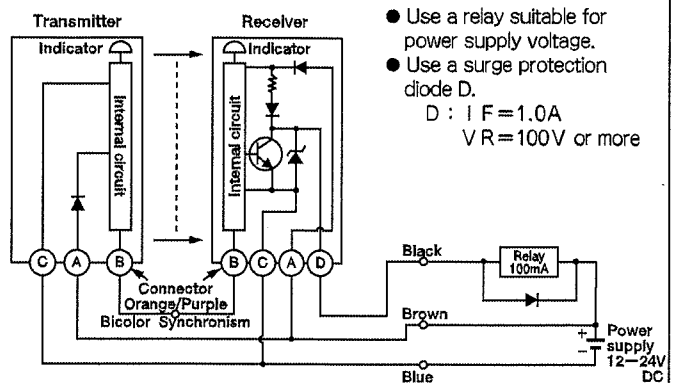 Transmitter
Receiver
Indicator
Indicator
Internal circuit
Internal circuit
C
A
B
B
C
A
D
Connector
Orange/Purple
Bicolor Synchronism
● Use a relay suitable for
power supply voltage.
● Use a surge protection
diode D.
D : I F=1.0A
V R=100V or more
Black
Relay
100mA
Brown
+
−
Power
supply
12−24V
DC
Blue